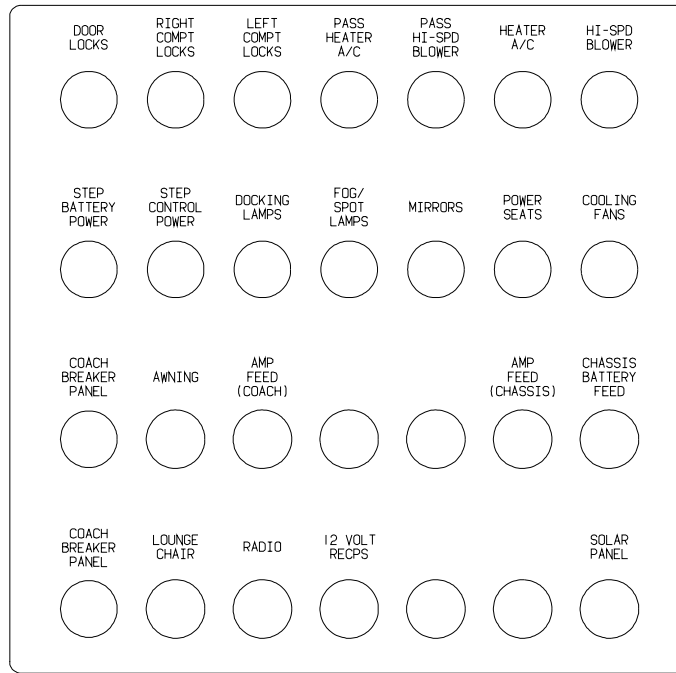 DOOR
LOCKS
RIGHT
COMPT
LOCKS
LEFT
COMPT
LOCKS
PASS
HEATER
A/C
PASS
HI-SPD
BLOWER
HEATER
A/C
HI-SPD
BLOWER
STEP
BATTERY
POWER
STEP
CONTROL
POWER
DOCKING
LAMPS
FOG/
SPOT
LAMPS
MIRRORS
POWER
SEATS
COOLING
FANS
COACH
BREAKER
PANEL
AWNING
AMP
FEED
(COACH)
AMP
FEED
(CHASSIS)
CHASSIS
BATTERY
FEED
COACH
BREAKER
PANEL
LOUNGE
CHAIR
RADIO
12 VOLT
RECPS
SOLAR
PANEL